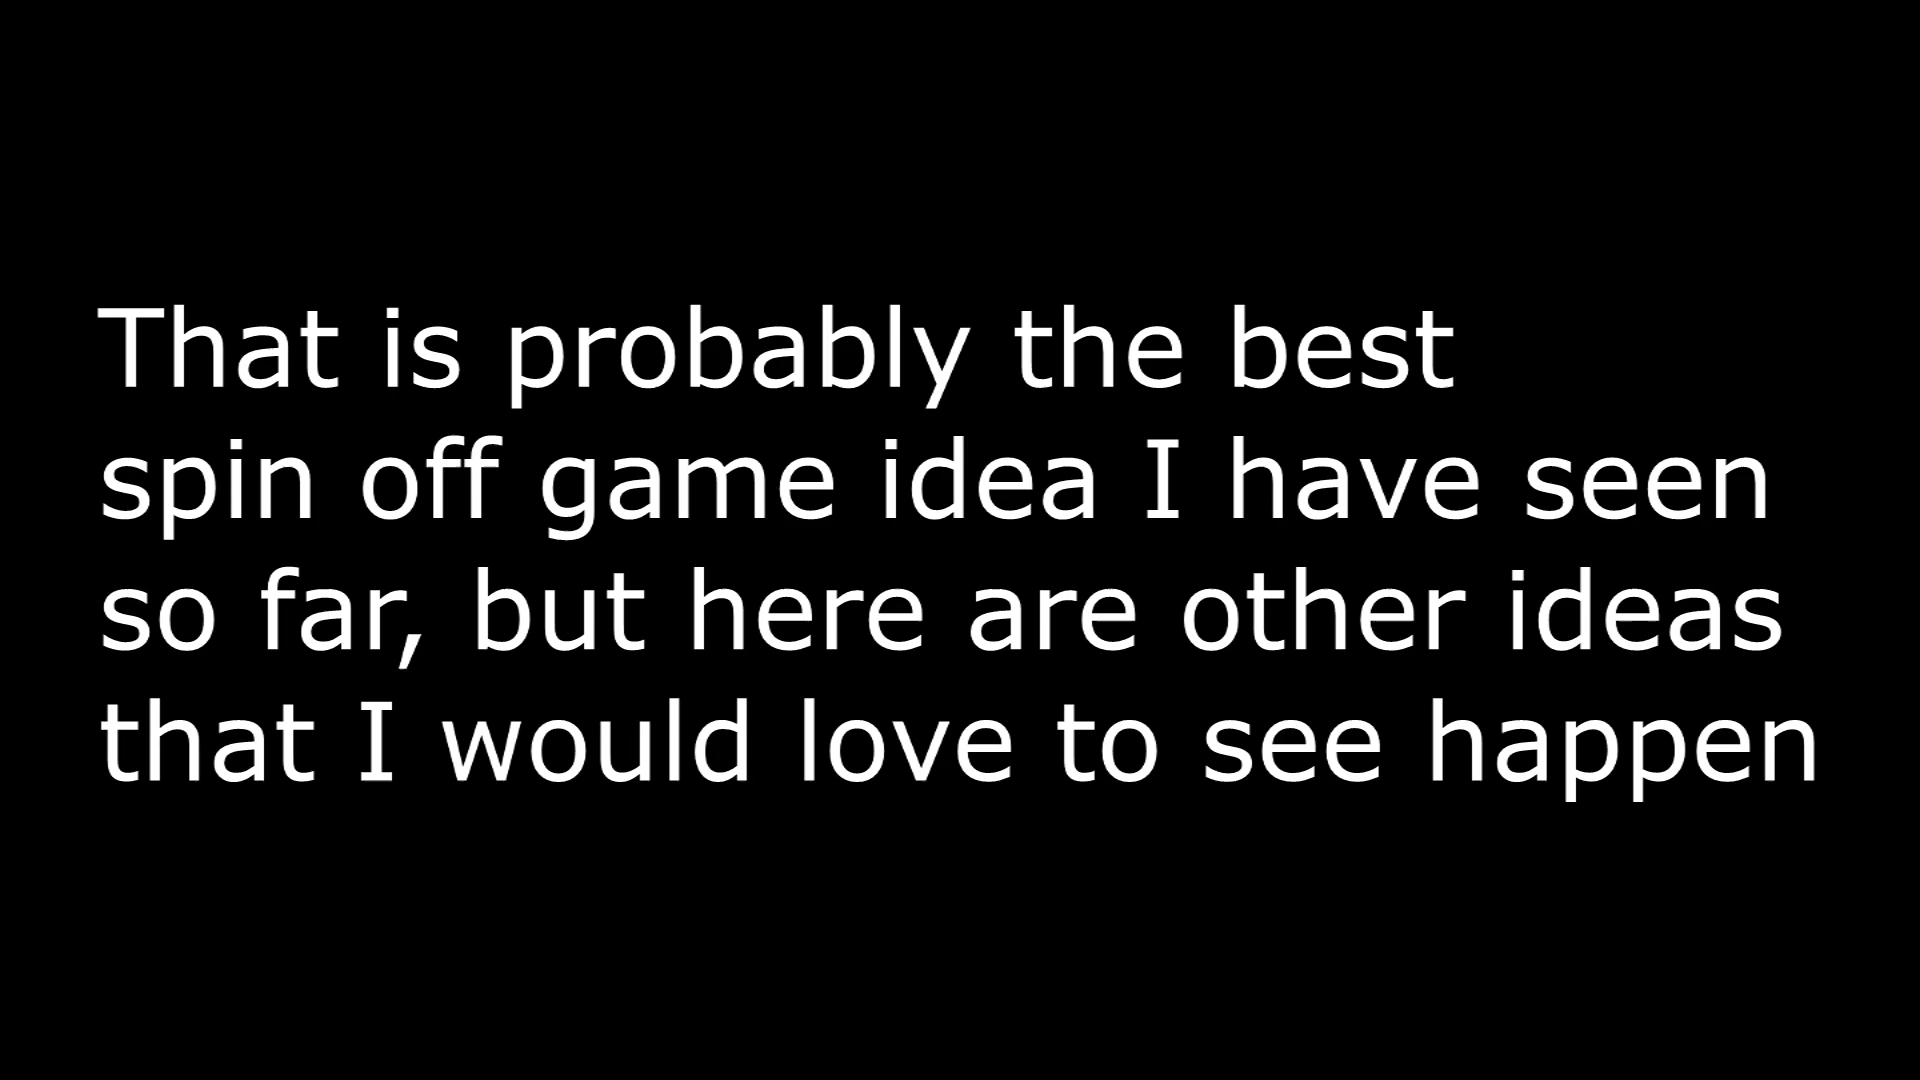 That is probably the best
spin off game idea I have seen
so far, but here are other ideas
that I would love to see happen